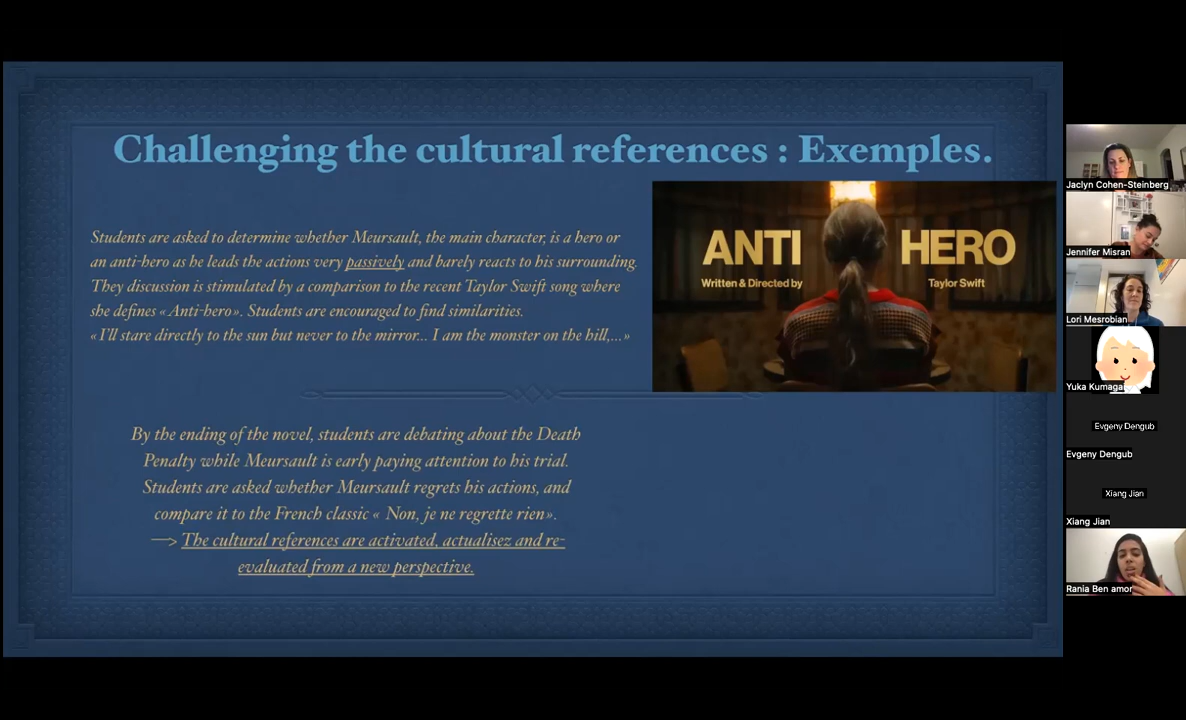 Challenging the cultural references : Exemples.
Students are asked to determine whether Meursault, the main character, is a hero or
an anti-hero as he leads the actions very passively and barely reacts to his surrounding.
They discussion is stimulated by a comparison to the recent Taylor Swift song where
she defines « Anti-hero». Students are encouraged to find similarities.
«I'll stare directly to the sun but never to the mirror... I am the monster on the hill,...»
ANTI HERO
Written & Directed by Taylor Swift
By the ending of the novel, students are debating about the Death
Penalty while Meursault is early paying attention to his trial.
Students are asked whether Meursault regrets his actions, and
compare it to the French classic « Non, je ne regrette rien».
—> The cultural references are activated, actualisez and re-
evaluated from a new perspective.
Jaclyn Cohen-Steinberg
Jennifer Misran
Lori Mesrobian
Yuka Kumaga
Evgeny Dengub
Evgeny Dengub
Xiang Jian
Xiang Jian
Rania Ben amor